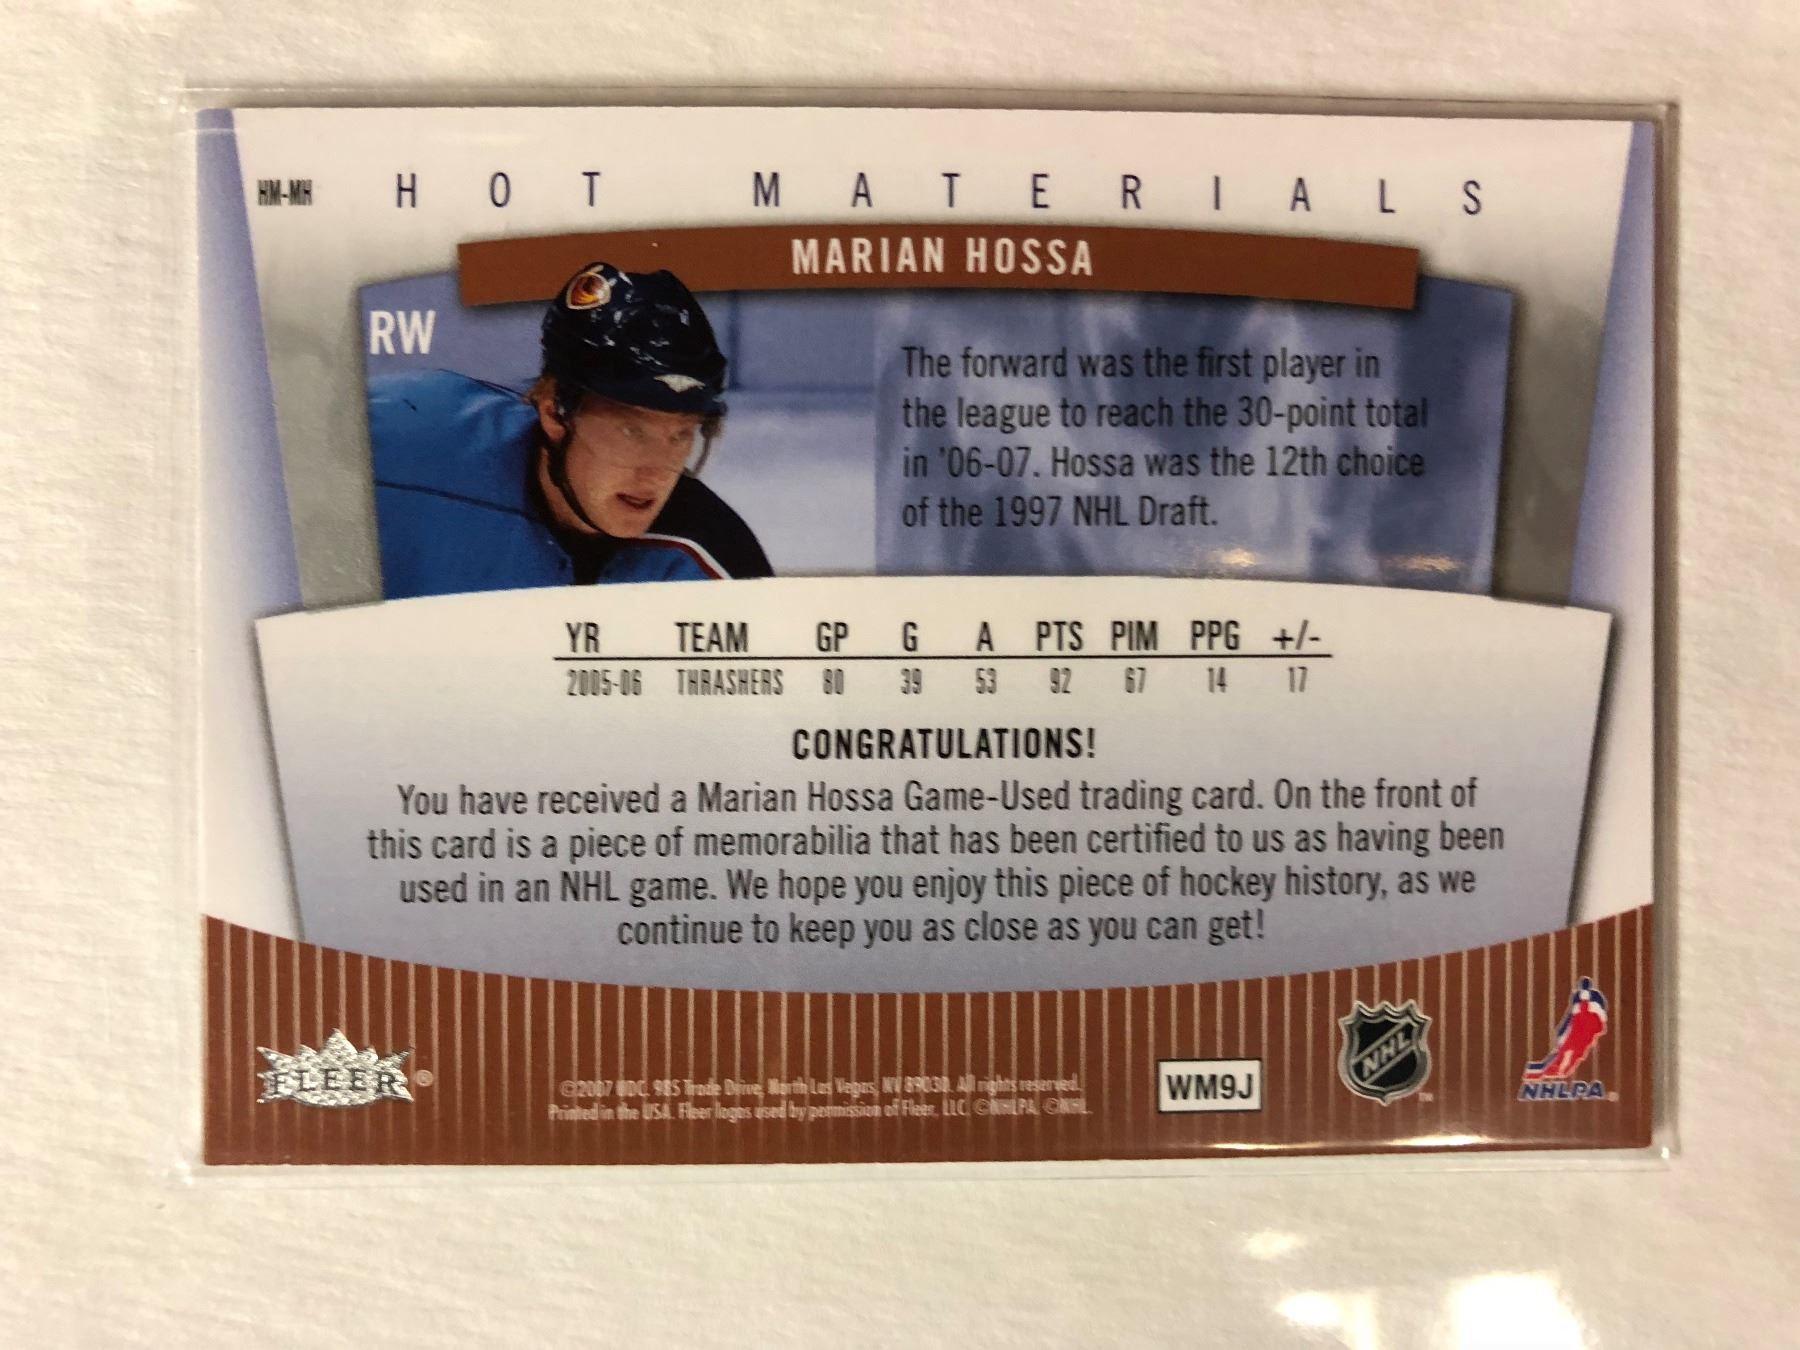 HM-MH HOT MATERIALS
MARIAN HOSSA
RW
The forward was the first player in
the league to reach the 30-point total
in '06-07. Hossa was the 12th choice
of the 1997 NHL Draft.
YR TEAM GP G A PTS PIM PPG +/-
2005-06 THRASHERS 80 39 53 92 67 14 17
CONGRATULATIONS!
You have received a Marian Hossa Game-Used trading card. On the front of
this card is a piece of memorabilia that has been certified to us as having been
used in an NHL game. We hope you enjoy this piece of hockey history, as we
continue to keep you as close as you can get!
FLEER®
©2007 UDC. 985 Trade Drive, North Las Vegas, NV 89030. All rights reserved.
Printed in the USA. Fleer logos used by permission of Fleer, LLC. ©NHLPA. ©NHL.
WM9J
NHL™
NHLPA®